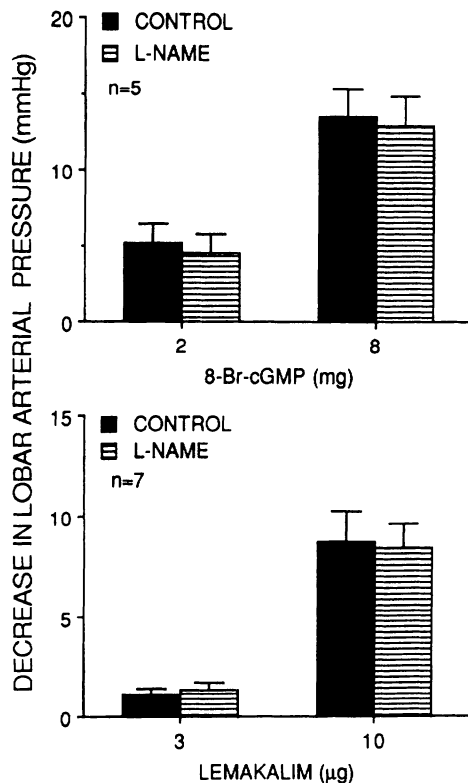 DECREASE IN LOBAR ARTERIAL PRESSURE (mmHg)
20
10
0
CONTROL
L-NAME
n=5
2
8
8-Br-cGMP (mg)
15
10
5
0
CONTROL
L-NAME
n=7
3
10
LEMAKALIM (µg)